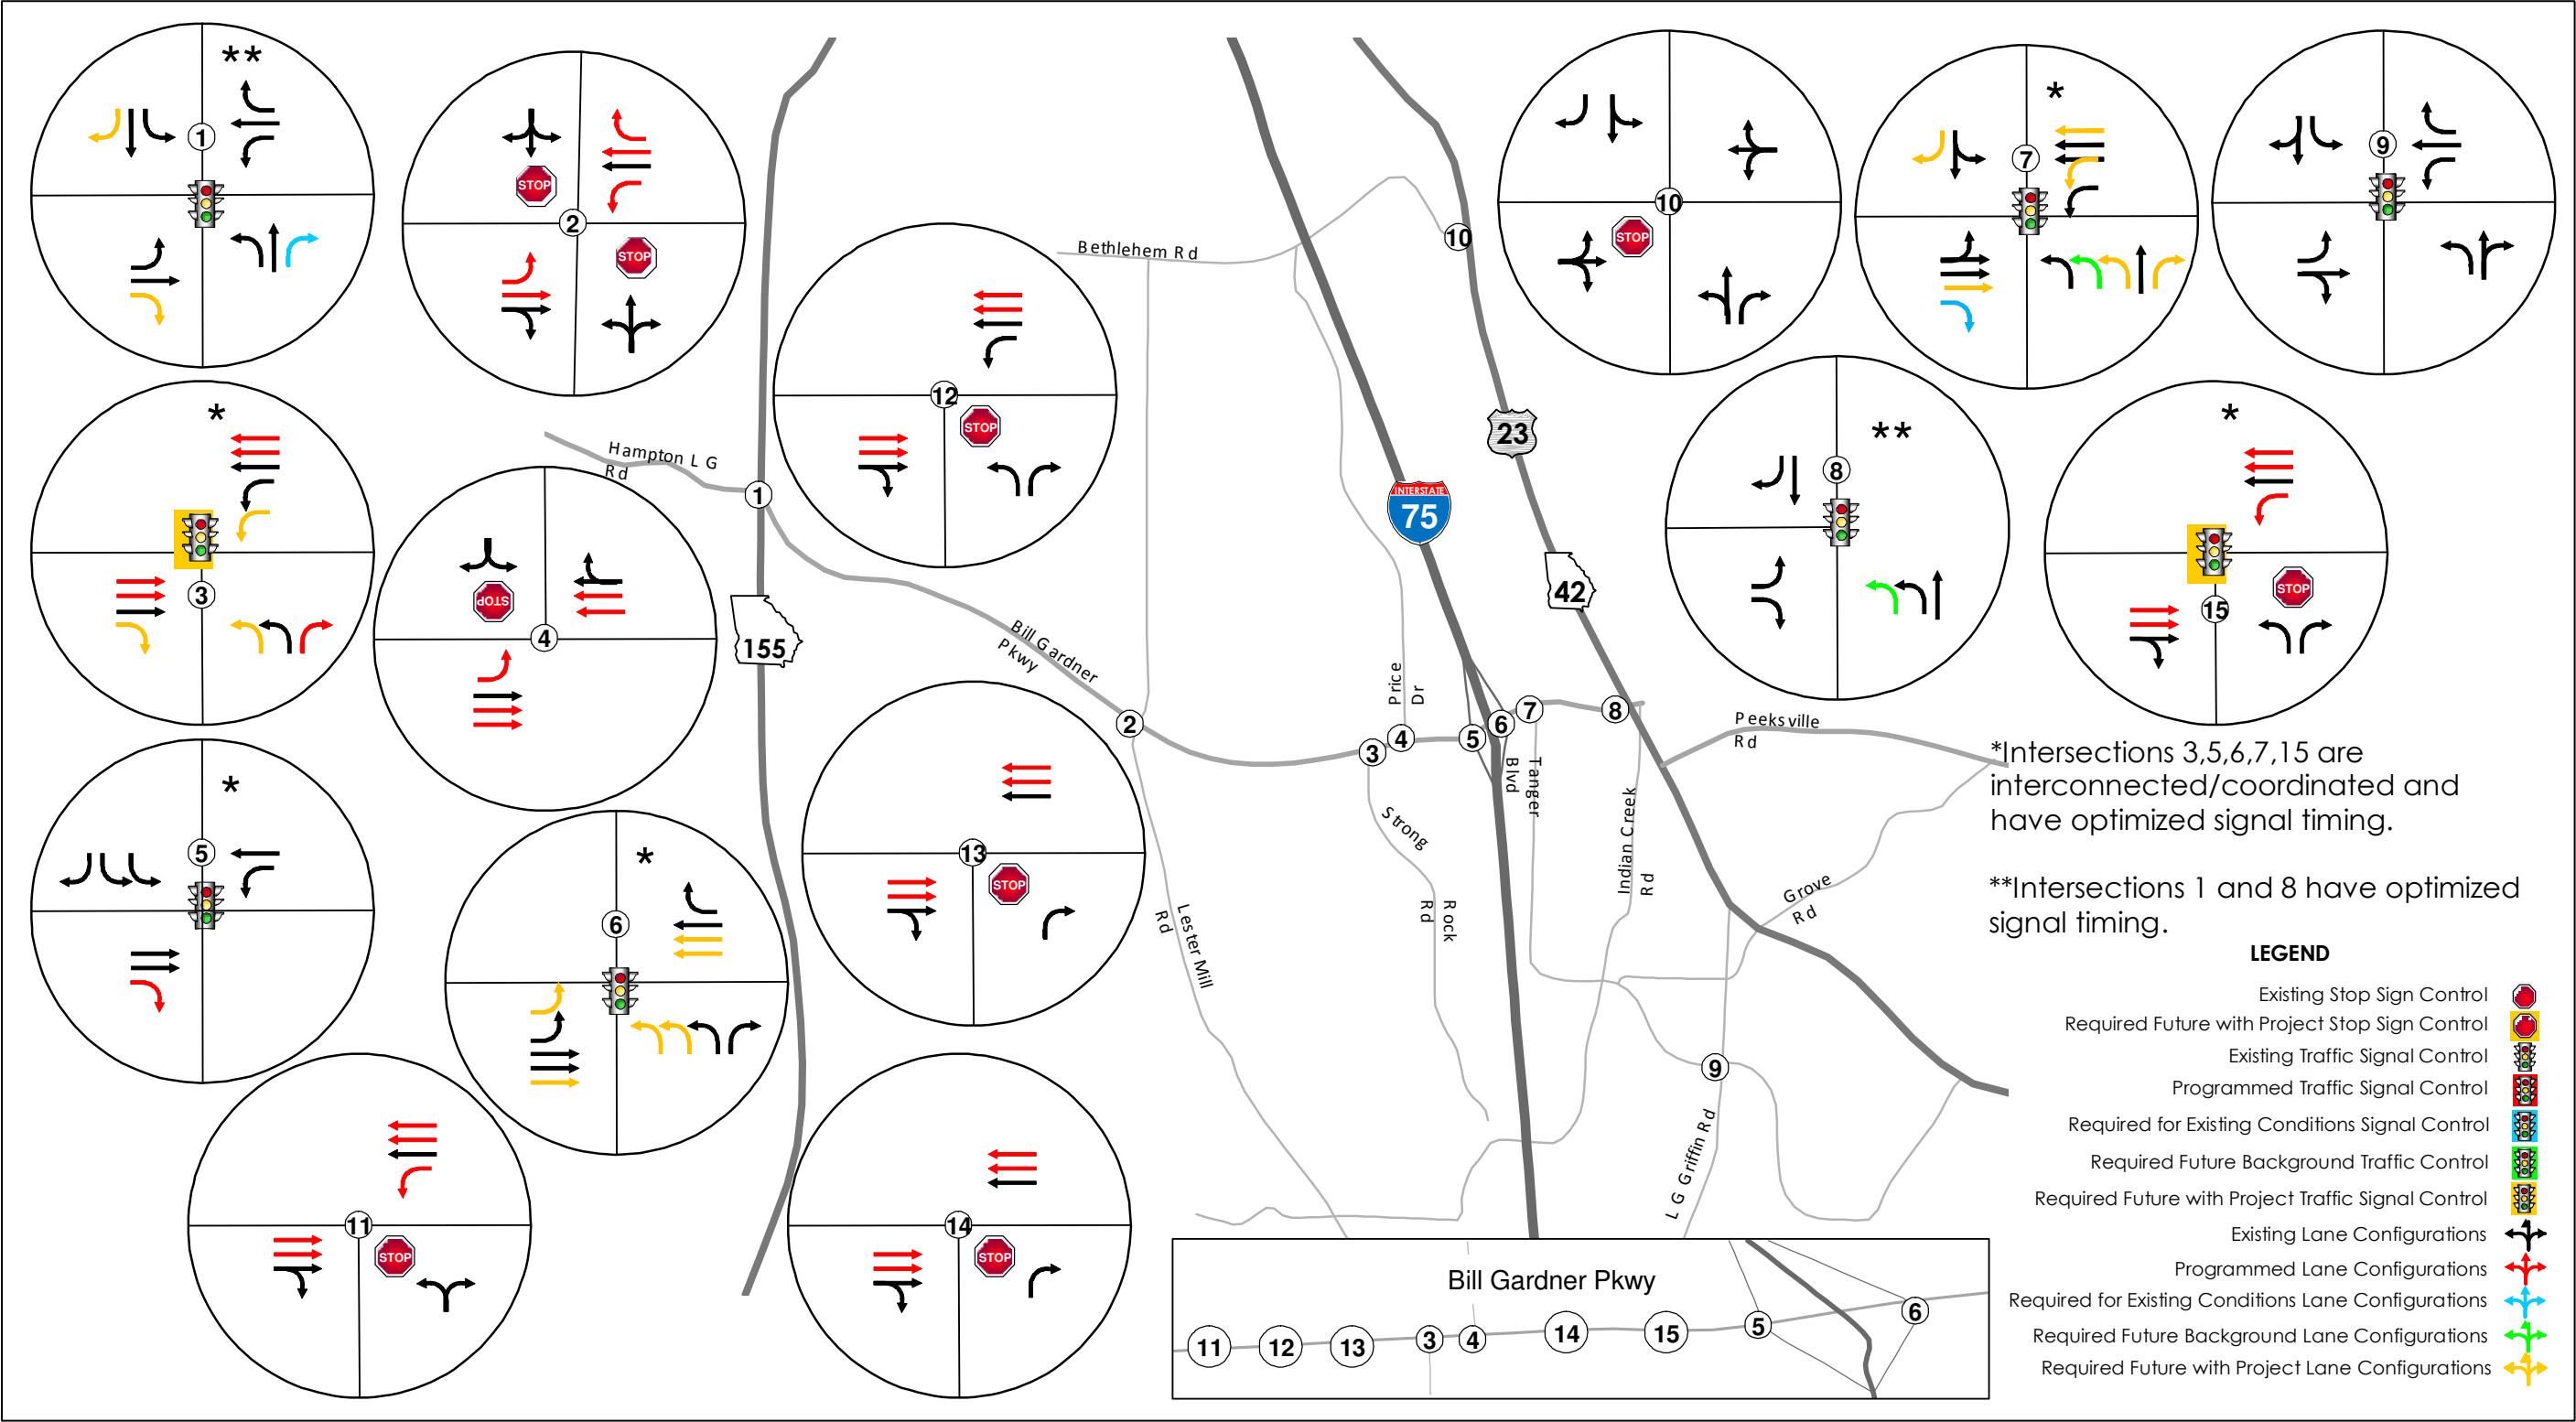 **
1
2
STOP
STOP
12
STOP
*
3
4
STOP
*
5
*
6
13
STOP
11
STOP
14
STOP
10
STOP
*
7
9
**
8
*
15
STOP
Bethlehem Rd
10
Hampton L G
Rd
1
23
INTERSTATE
75
42
155
Bill Gardner
Pkwy
Price
Dr
2
3
4
5
6
7
8
Peeksville
Rd
Tanger
Blvd
Strong
Rock
Rd
Indian Creek
Rd
Grove
Rd
Lester Mill
Rd
9
L G Griffin Rd
*Intersections 3,5,6,7,15 are
interconnected/coordinated and
have optimized signal timing.
**Intersections 1 and 8 have optimized
signal timing.
LEGEND
Existing Stop Sign Control
Required Future with Project Stop Sign Control
Existing Traffic Signal Control
Programmed Traffic Signal Control
Required for Existing Conditions Signal Control
Required Future Background Traffic Control
Required Future with Project Traffic Signal Control
Existing Lane Configurations
Programmed Lane Configurations
Required for Existing Conditions Lane Configurations
Required Future Background Lane Configurations
Required Future with Project Lane Configurations
Bill Gardner Pkwy
11
12
13
3
4
14
15
5
6